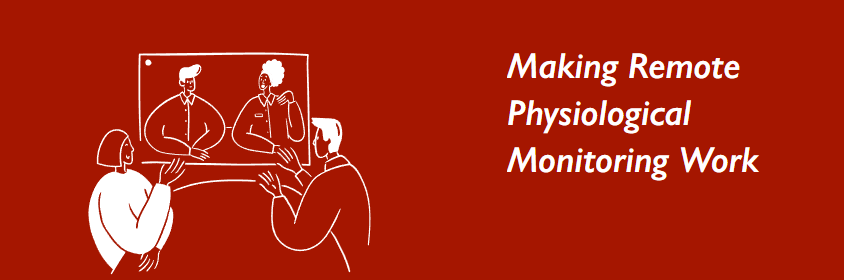 Making Remote
Physiological
Monitoring Work